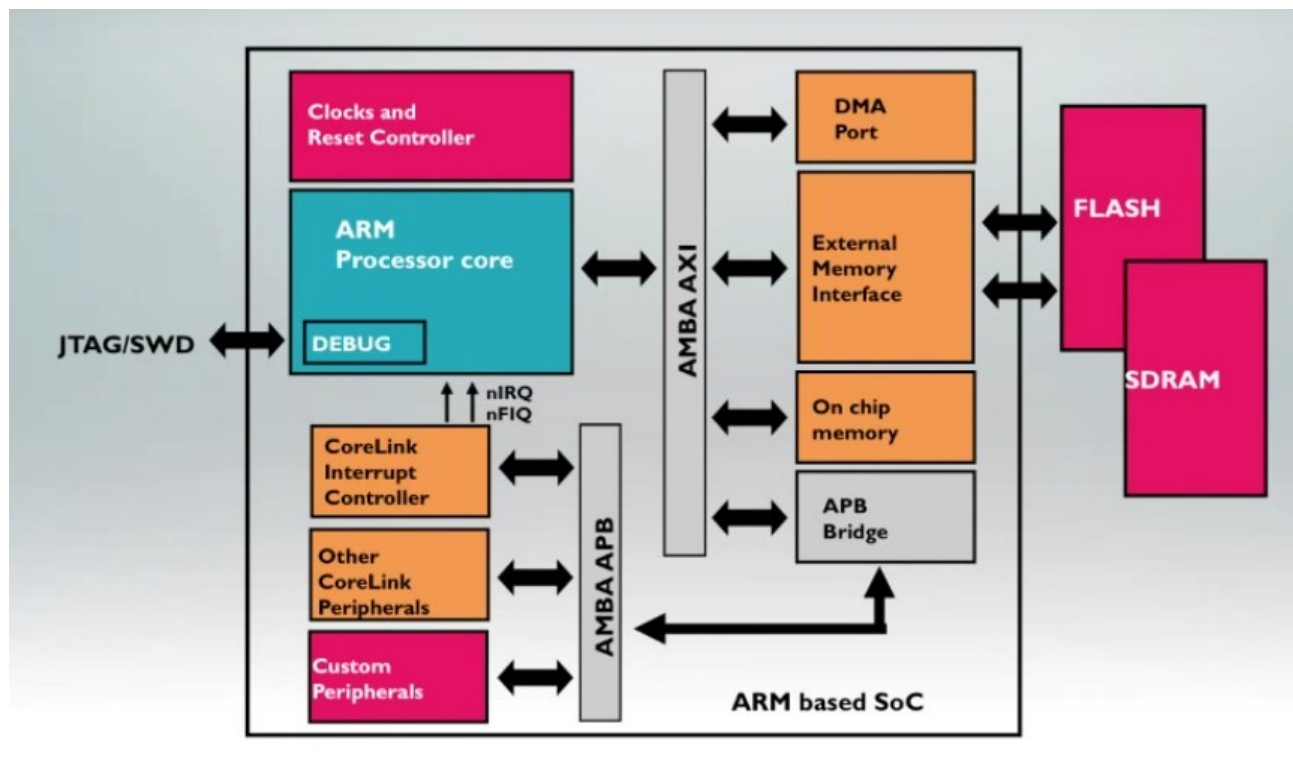 Clocks and
Reset Controller
ARM
Processor core
DEBUG
JTAG/SWD
nIRQ
nFIQ
CoreLink
Interrupt
Controller
Other
CoreLink
Peripherals
Custom
Peripherals
AMBA APB
AMBA AXI
DMA
Port
External
Memory
Interface
On chip
memory
APB
Bridge
FLASH
SDRAM
ARM based SoC